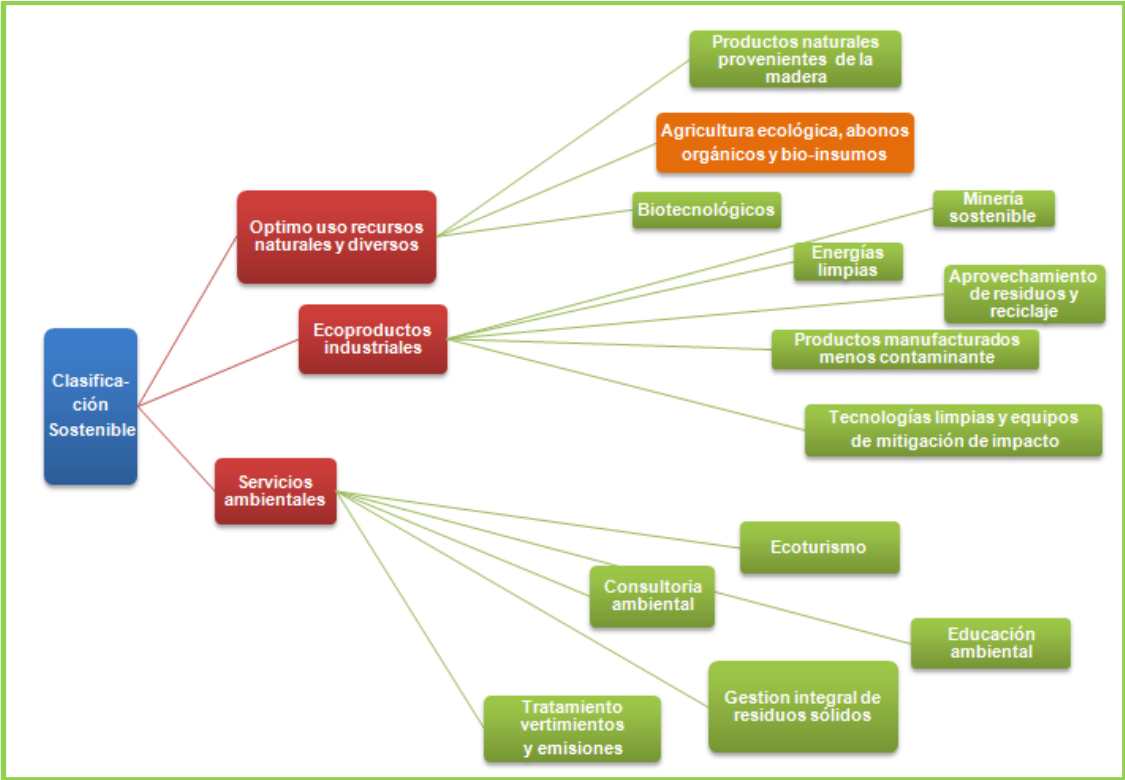 Clasifica-
ción
Sostenible
Optimo uso recursos
naturales y diversos
Productos naturales
provenientes de la
madera
Agricultura ecológica, abonos
orgánicos y bio-insumos
Biotecnológicos
Ecoproductos
industriales
Minería
sostenible
Energías
limpias
Aprovechamiento
de residuos y
reciclaje
Productos manufacturados
menos contaminante
Tecnologías limpias y equipos
de mitigación de impacto
Servicios
ambientales
Ecoturismo
Consultoria
ambiental
Educación
ambiental
Gestion integral de
residuos sólidos
Tratamiento
vertimientos
y emisiones